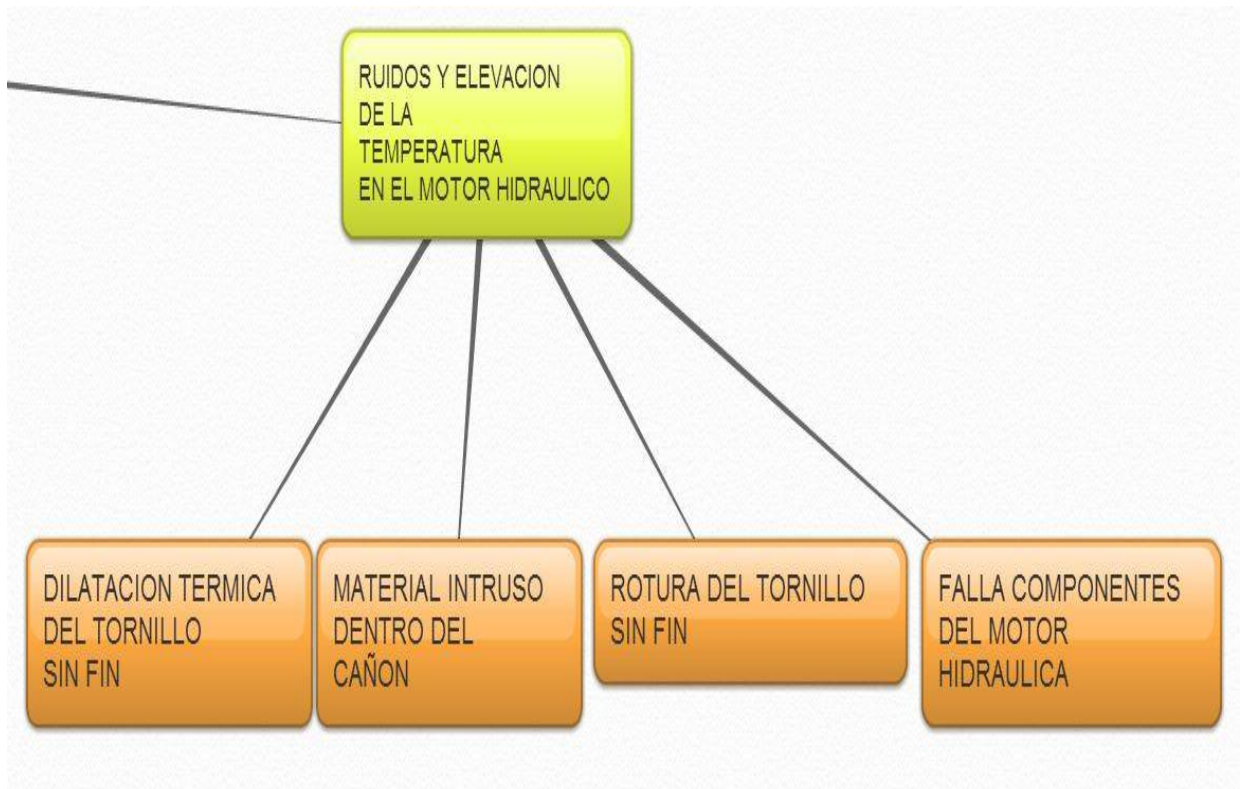 RUIDOS Y ELEVACION
DE LA
TEMPERATURA
EN EL MOTOR HIDRAULICO
DILATACION TERMICA
DEL TORNILLO
SIN FIN
MATERIAL INTRUSO
DENTRO DEL
CAÑON
ROTURA DEL TORNILLO
SIN FIN
FALLA COMPONENTES
DEL MOTOR
HIDRAULICA